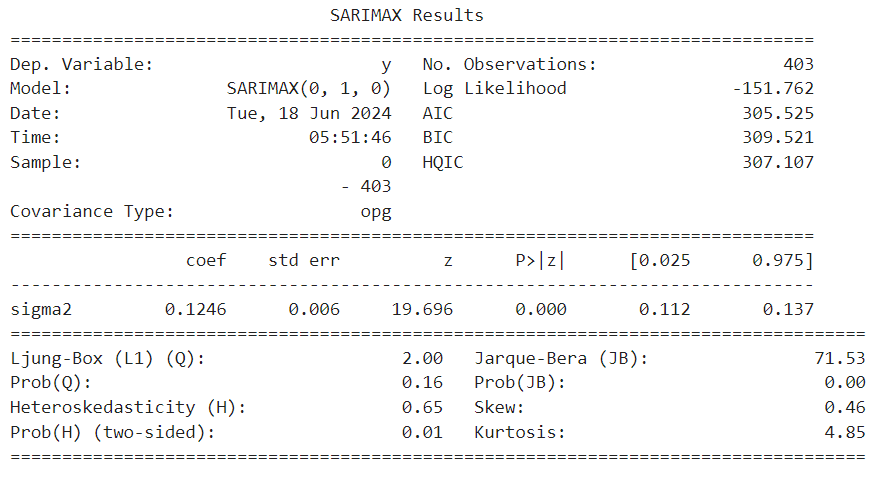 SARIMAX Results
==============================================================================
Dep. Variable:                      y   No. Observations:                  403
Model:               SARIMAX(0, 1, 0)   Log Likelihood                -151.762
Date:                Tue, 18 Jun 2024   AIC                            305.525
Time:                        05:51:46   BIC                            309.521
Sample:                             0   HQIC                           307.107
                                - 403
Covariance Type:                  opg
==============================================================================
                 coef    std err          z      P>|z|      [0.025      0.975]
------------------------------------------------------------------------------
sigma2         0.1246      0.006     19.696      0.000       0.112       0.137
===================================================================================
Ljung-Box (L1) (Q):                   2.00   Jarque-Bera (JB):                71.53
Prob(Q):                              0.16   Prob(JB):                         0.00
Heteroskedasticity (H):               0.65   Skew:                             0.46
Prob(H) (two-sided):                  0.01   Kurtosis:                         4.85
===================================================================================